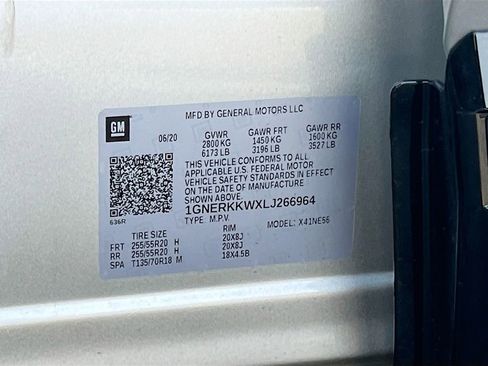 MFD BY GENERAL MOTORS LLC
GM
06/20 GVWR GAWR FRT GAWR RR
2800 KG 1450 KG 1600 KG
6173 LB 3196 LB 3527 LB
THIS VEHICLE CONFORMS TO ALL
APPLICABLE U.S. FEDERAL MOTOR
VEHICLE SAFETY STANDARDS IN EFFECT
ON THE DATE OF MANUFACTURE
SHOWN ABOVE.
1GNERKKWXLJ266964
636R TYPE: M.P.V. MODEL: X41NE56
TIRE SIZE RIM
FRT 255/55R20 H 20X8J
RR 255/55R20 H 20X8J
SPA T135/70R18 M 18X4.5B